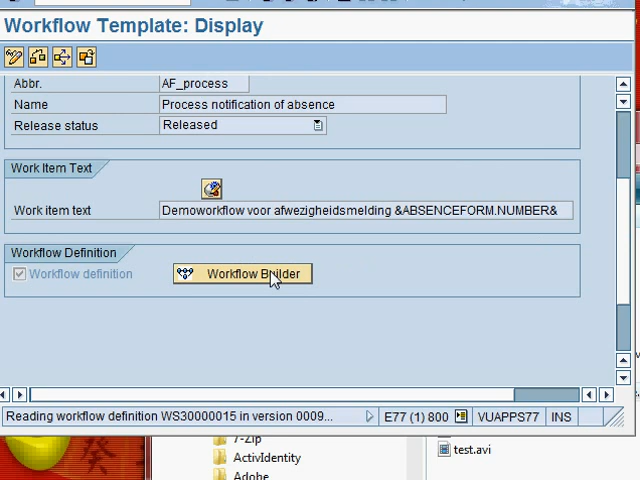 Workflow Template: Display
Abbr. AF_process
Name Process notification of absence
Release status Released
Work Item Text
Work item text Demoworkflow voor afwezigheidsmelding &ABSENCEFORM.NUMBER&
Workflow Definition
Workflow definition Workflow Builder
Reading workflow definition WS30000015 in version 0009... E77 (1) 800 VUAPPS77 INS
7-Zip
ActivIdentity test.avi
Adobe
癸